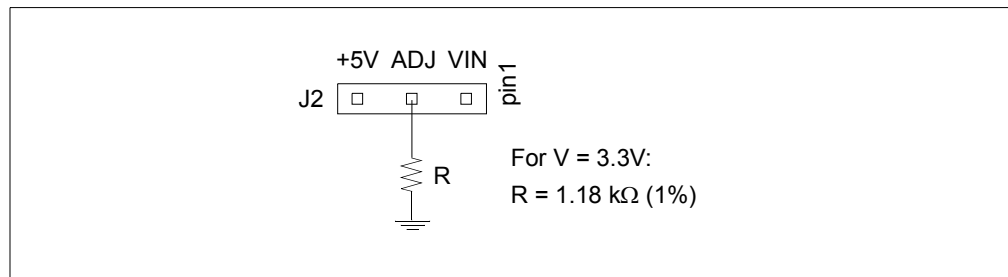 +5V ADJ VIN
pin1
J2
R
For V = 3.3V:
R = 1.18 kΩ (1%)